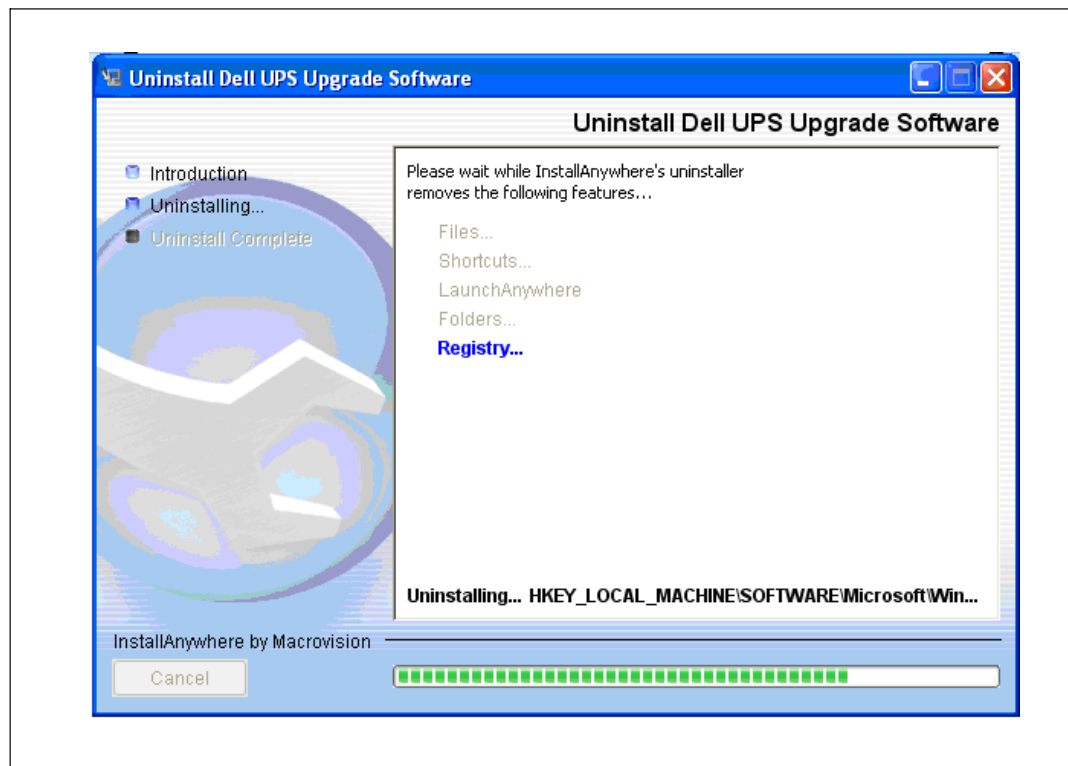 Uninstall Dell UPS Upgrade Software
Uninstall Dell UPS Upgrade Software
Introduction
Uninstalling...
Uninstall Complete
Please wait while InstallAnywhere's uninstaller
removes the following features...
Files...
Shortcuts...
LaunchAnywhere
Folders...
Registry...
Uninstalling... HKEY_LOCAL_MACHINE\SOFTWARE\Microsoft\Win...
InstallAnywhere by Macrovision
Cancel